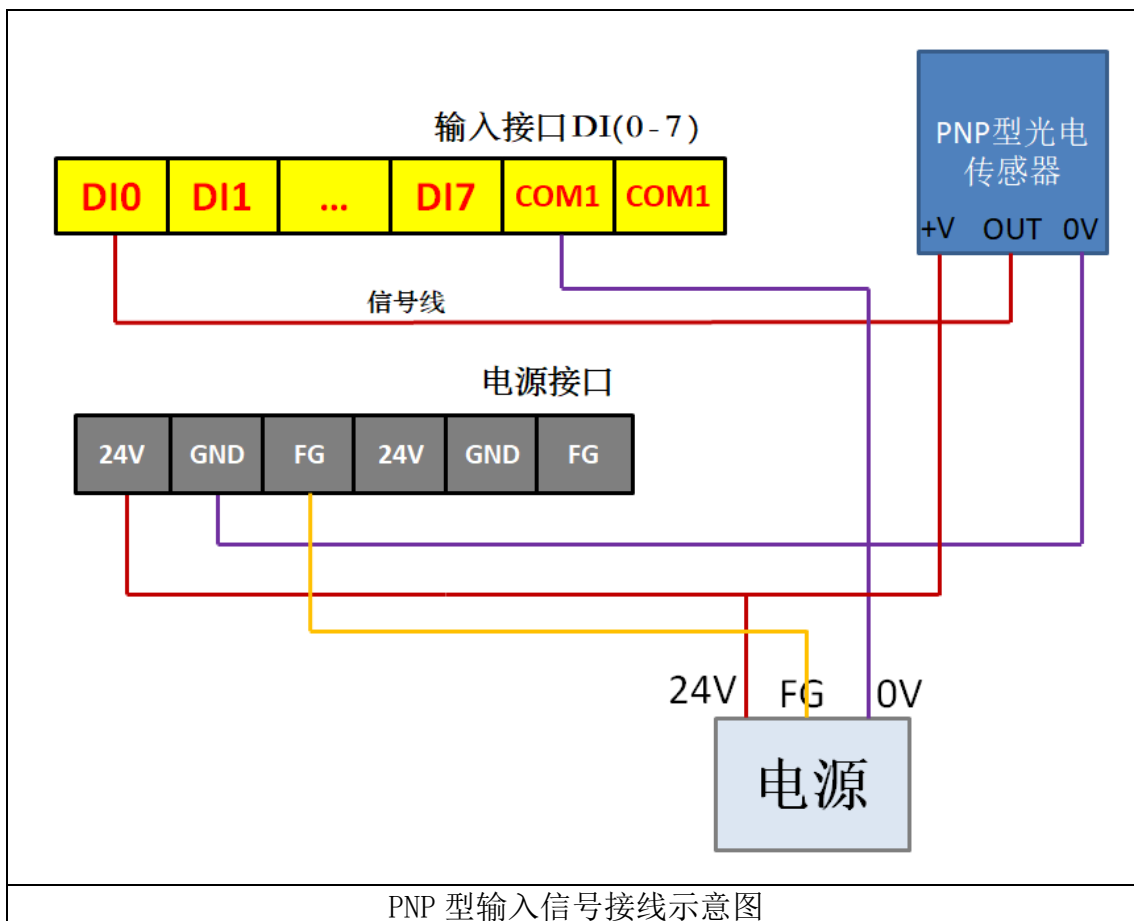 PNP型光电
传感器
+V OUT 0V
输入接口DI(0-7)
DI0 DI1 ... DI7 COM1 COM1
信号线
电源接口
24V GND FG 24V GND FG
24V FG 0V
电源
PNP 型输入信号接线示意图